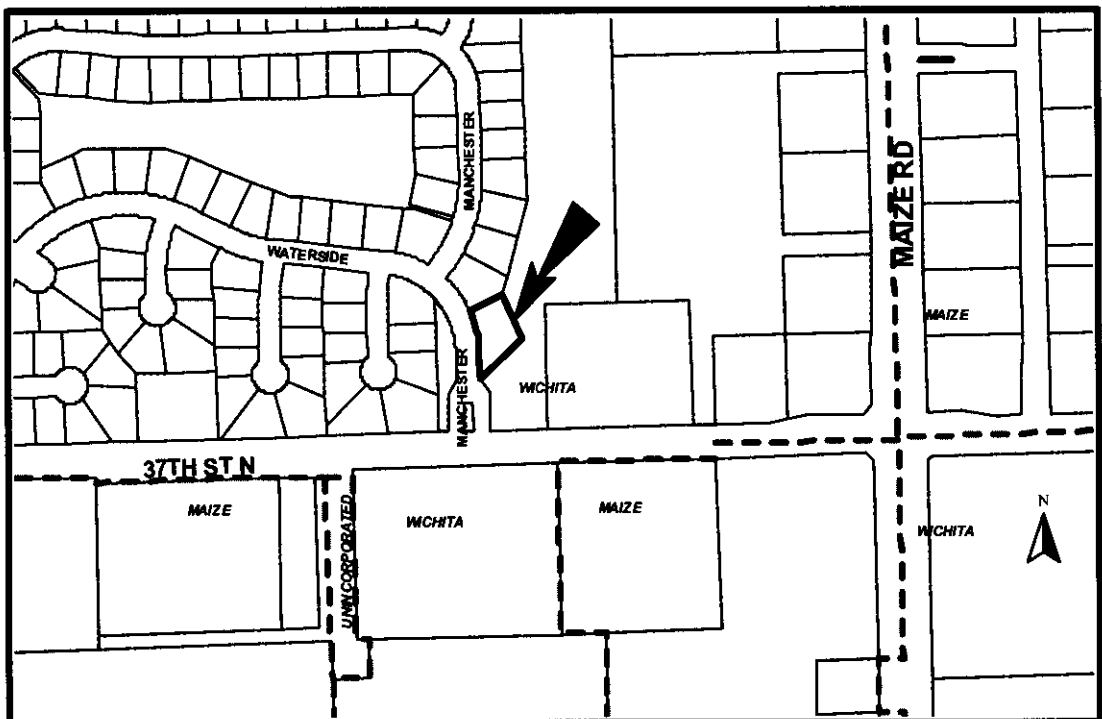 MANCHESTER
MAIZE RD
WATERSIDE
MAIZE
MANCHESTER
WICHITA
37TH ST N
MAIZE
UNINCORPORATED
WICHITA
MAIZE
WICHITA
N